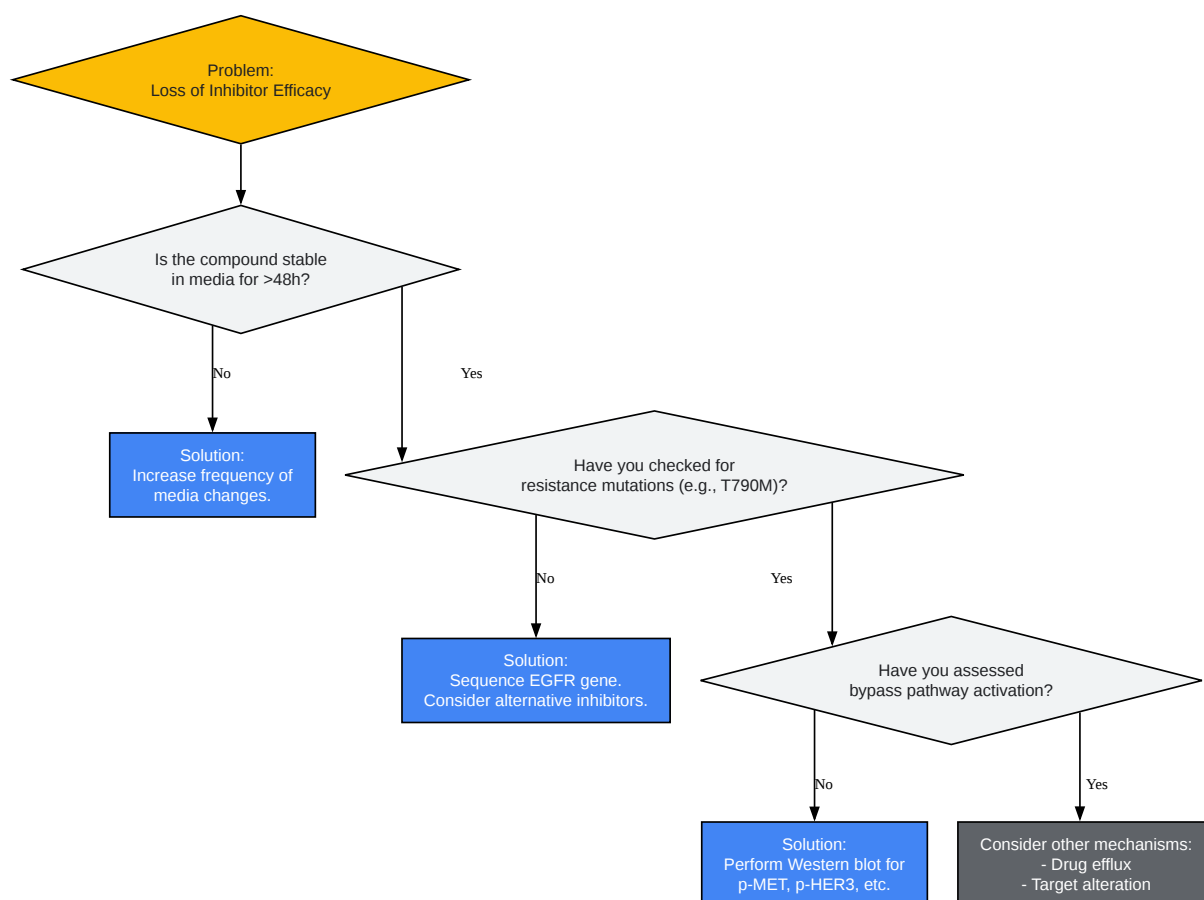 Problem:
Loss of Inhibitor Efficacy
Is the compound stable
in media for >48h?
No
Yes
Solution:
Increase frequency of
media changes.
Have you checked for
resistance mutations (e.g., T790M)?
No
Yes
Solution:
Sequence EGFR gene.
Consider alternative inhibitors.
Have you assessed
bypass pathway activation?
No
Yes
Solution:
Perform Western blot for
p-MET, p-HER3, etc.
Consider other mechanisms:
- Drug efflux
- Target alteration